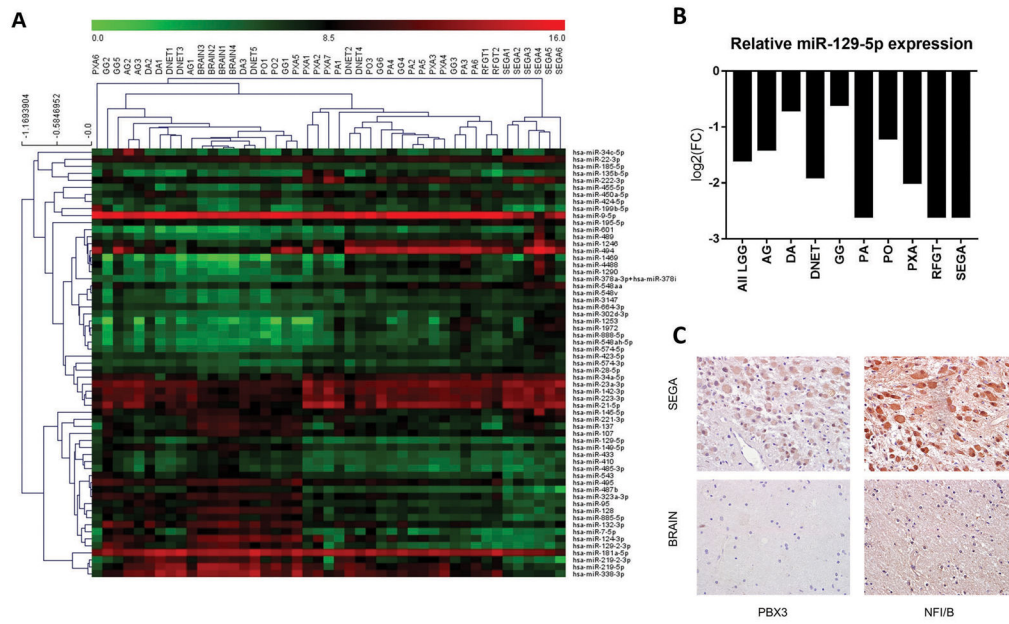 A
0.0
8.5
16.0
PXA6
GG2
GG5
AG2
AG3
DA2
DA1
DNET1
DNET3
AG1
BRAIN3
BRAIN2
BRAIN1
BRAIN4
DA3
DNET5
PO1
PO2
GG1
PXA5
PXA1
PXA2
PXA7
PA1
DNET2
DNET4
PO3
GG6
PA4
GG4
PA2
PA5
PXA3
PXA4
GG3
PA3
PA6
RFGT1
RFGT2
SEGA1
SEGA2
SEGA3
SEGA4
SEGA5
SEGA6
-1.1693904
-0.5846952
-0.0
hsa-miR-34c-5p
hsa-miR-22-3p
hsa-miR-185-5p
hsa-miR-135b-5p
hsa-miR-222-3p
hsa-miR-455-5p
hsa-miR-450a-5p
hsa-miR-424-5p
hsa-miR-199b-5p
hsa-miR-9-5p
hsa-miR-195-5p
hsa-miR-601
hsa-miR-489
hsa-miR-1246
hsa-miR-494
hsa-miR-1469
hsa-miR-4488
hsa-miR-1290
hsa-miR-378a-3p+hsa-miR-378i
hsa-miR-548aa
hsa-miR-548v
hsa-miR-3147
hsa-miR-664-3p
hsa-miR-302d-3p
hsa-miR-1253
hsa-miR-1972
hsa-miR-888-5p
hsa-miR-548ah-5p
hsa-miR-574-5p
hsa-miR-423-5p
hsa-miR-574-3p
hsa-miR-28-5p
hsa-miR-34a-5p
hsa-miR-23a-3p
hsa-miR-142-3p
hsa-miR-223-3p
hsa-miR-21-5p
hsa-miR-146-5p
hsa-miR-221-3p
hsa-miR-137
hsa-miR-107
hsa-miR-129-5p
hsa-miR-149-5p
hsa-miR-433
hsa-miR-410
hsa-miR-485-3p
hsa-miR-543
hsa-miR-495
hsa-miR-487b
hsa-miR-323a-3p
hsa-miR-95
hsa-miR-128
hsa-miR-885-5p
hsa-miR-132-3p
hsa-miR-7-5p
hsa-miR-124-3p
hsa-miR-129-2-3p
hsa-miR-181a-5p
hsa-miR-219-2-3p
hsa-miR-219-5p
hsa-miR-338-3p
B
Relative miR-129-5p expression
log2(FC)
0
-1
-2
-3
All LGG
AG
DA
DNET
GG
PA
PO
PXA
RFGT
SEGA
C
SEGA
BRAIN
PBX3
NFI/B